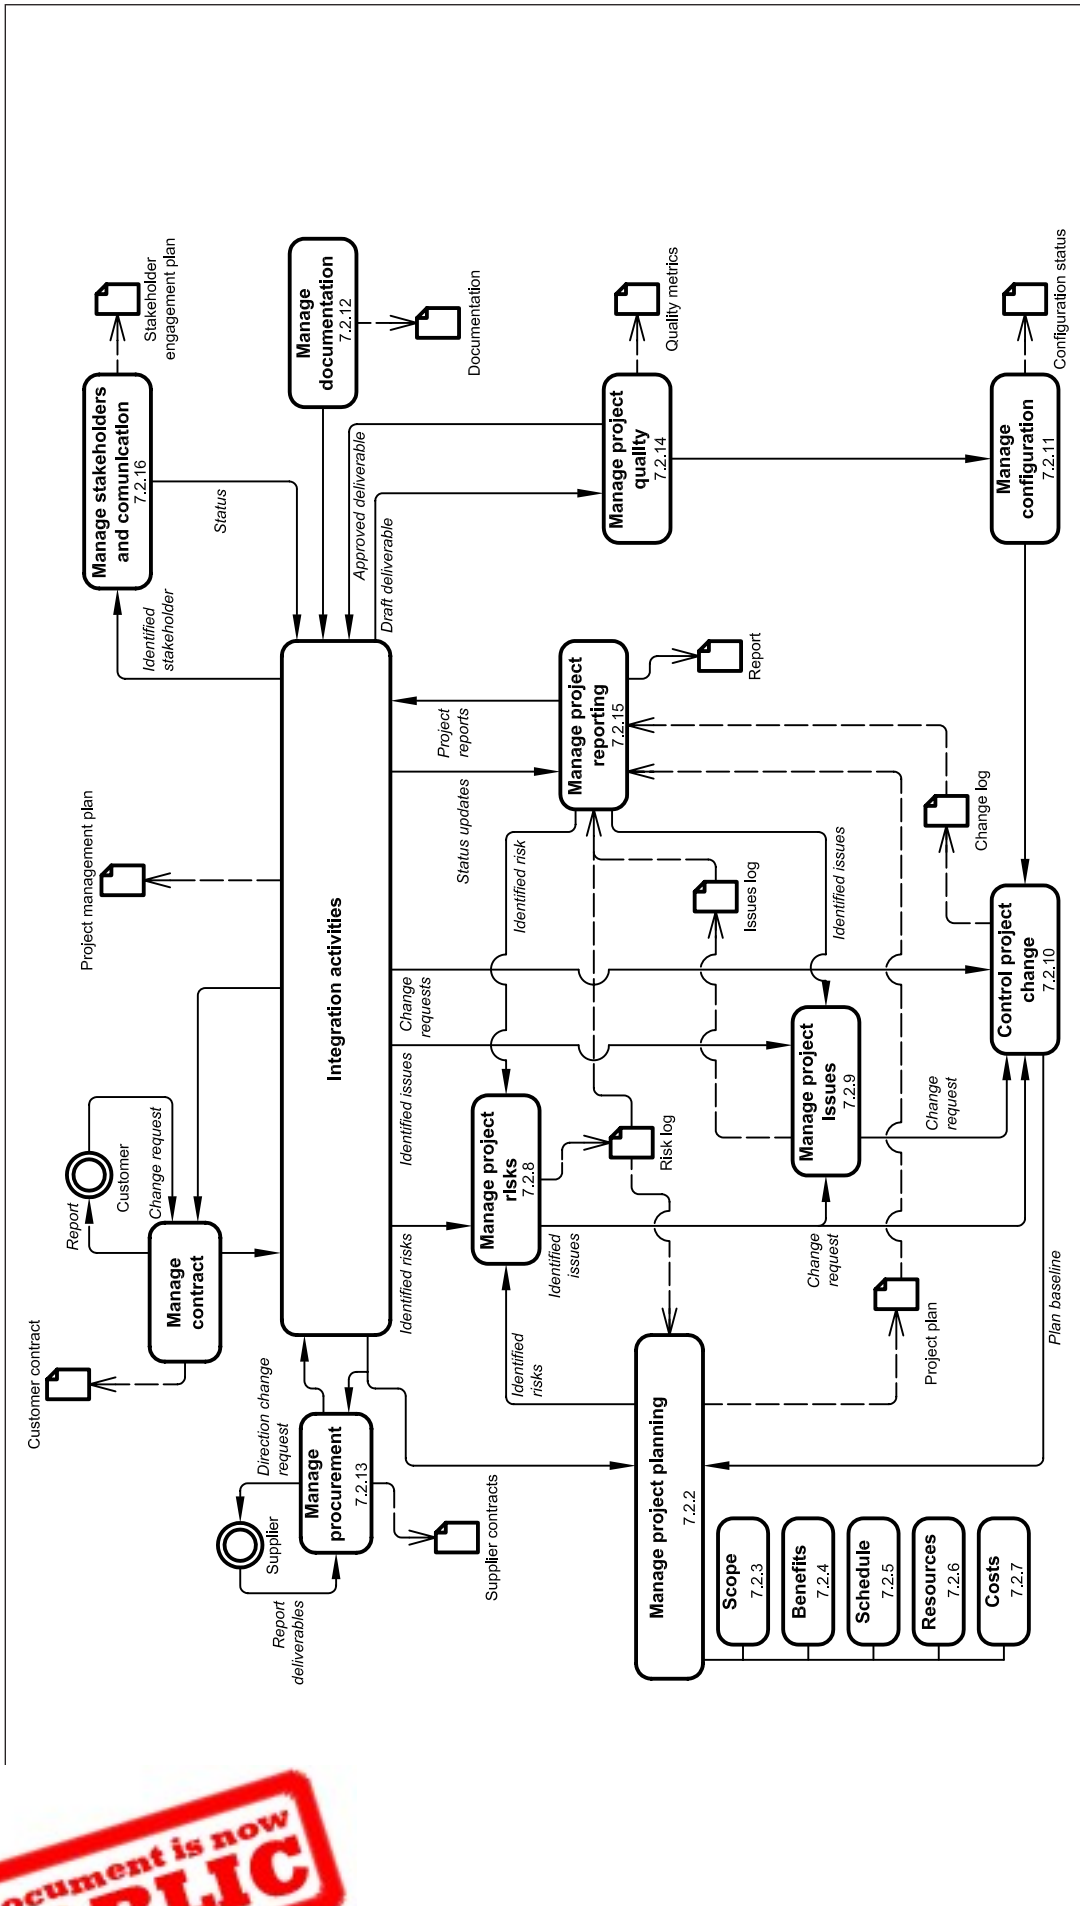 Customer contract
Customer
Report
Change request
Manage
contract
Project management plan
Identified
stakeholder
Manage stakeholders
and comunicatIon
7.2.16
Stakeholder
engagement plan
Status
Manage
documentation
7.2.12
Documentation
Supplier
Direction change
request
Report
deliverables
Manage
procurement
7.2.13
Supplier contracts
Integration activities
Approved deliverable
Draft deliverable
Identified risks
Identified issues
Change
requests
Status updates
Project
reports
Manage project
rIsks
7.2.8
Identified risk
Identified
risks
Identified
issues
Manage project
reporting
7.2.15
Report
Manage project
quality
7.2.14
Quality metrics
Risk log
Issues log
Identified issues
Manage project planning
7.2.2
Manage project
Issues
7.2.9
Change
request
Change
request
Project plan
Change log
Control project
change
7.2.10
Manage
configuration
7.2.11
Configuration status
Plan baseline
Scope
7.2.3
Benefits
7.2.4
Schedule
7.2.5
Resources
7.2.6
Costs
7.2.7
ocument is now
BLIC